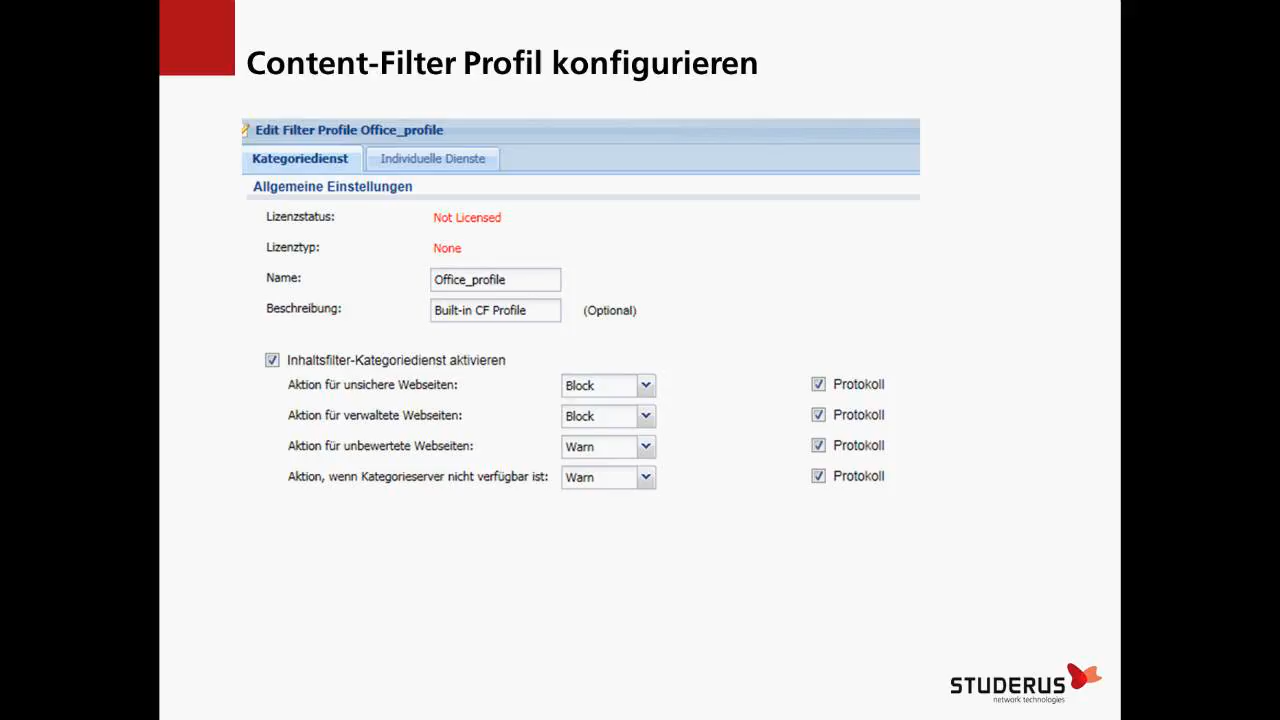 Content-Filter Profil konfigurieren
Edit Filter Profile Office_profile
Kategoriedienst Individuelle Dienste
Allgemeine Einstellungen
Lizenzstatus: Not Licensed
Lizenztyp: None
Name: Office_profile
Beschreibung: Built-in CF Profile (Optional)
Inhaltsfilter-Kategoriedienst aktivieren
Aktion für unsichere Webseiten: Block Protokoll
Aktion für verwaltete Webseiten: Block Protokoll
Aktion für unbewertete Webseiten: Warn Protokoll
Aktion, wenn Kategorieserver nicht verfügbar ist: Warn Protokoll
STUDERUS
network technologies